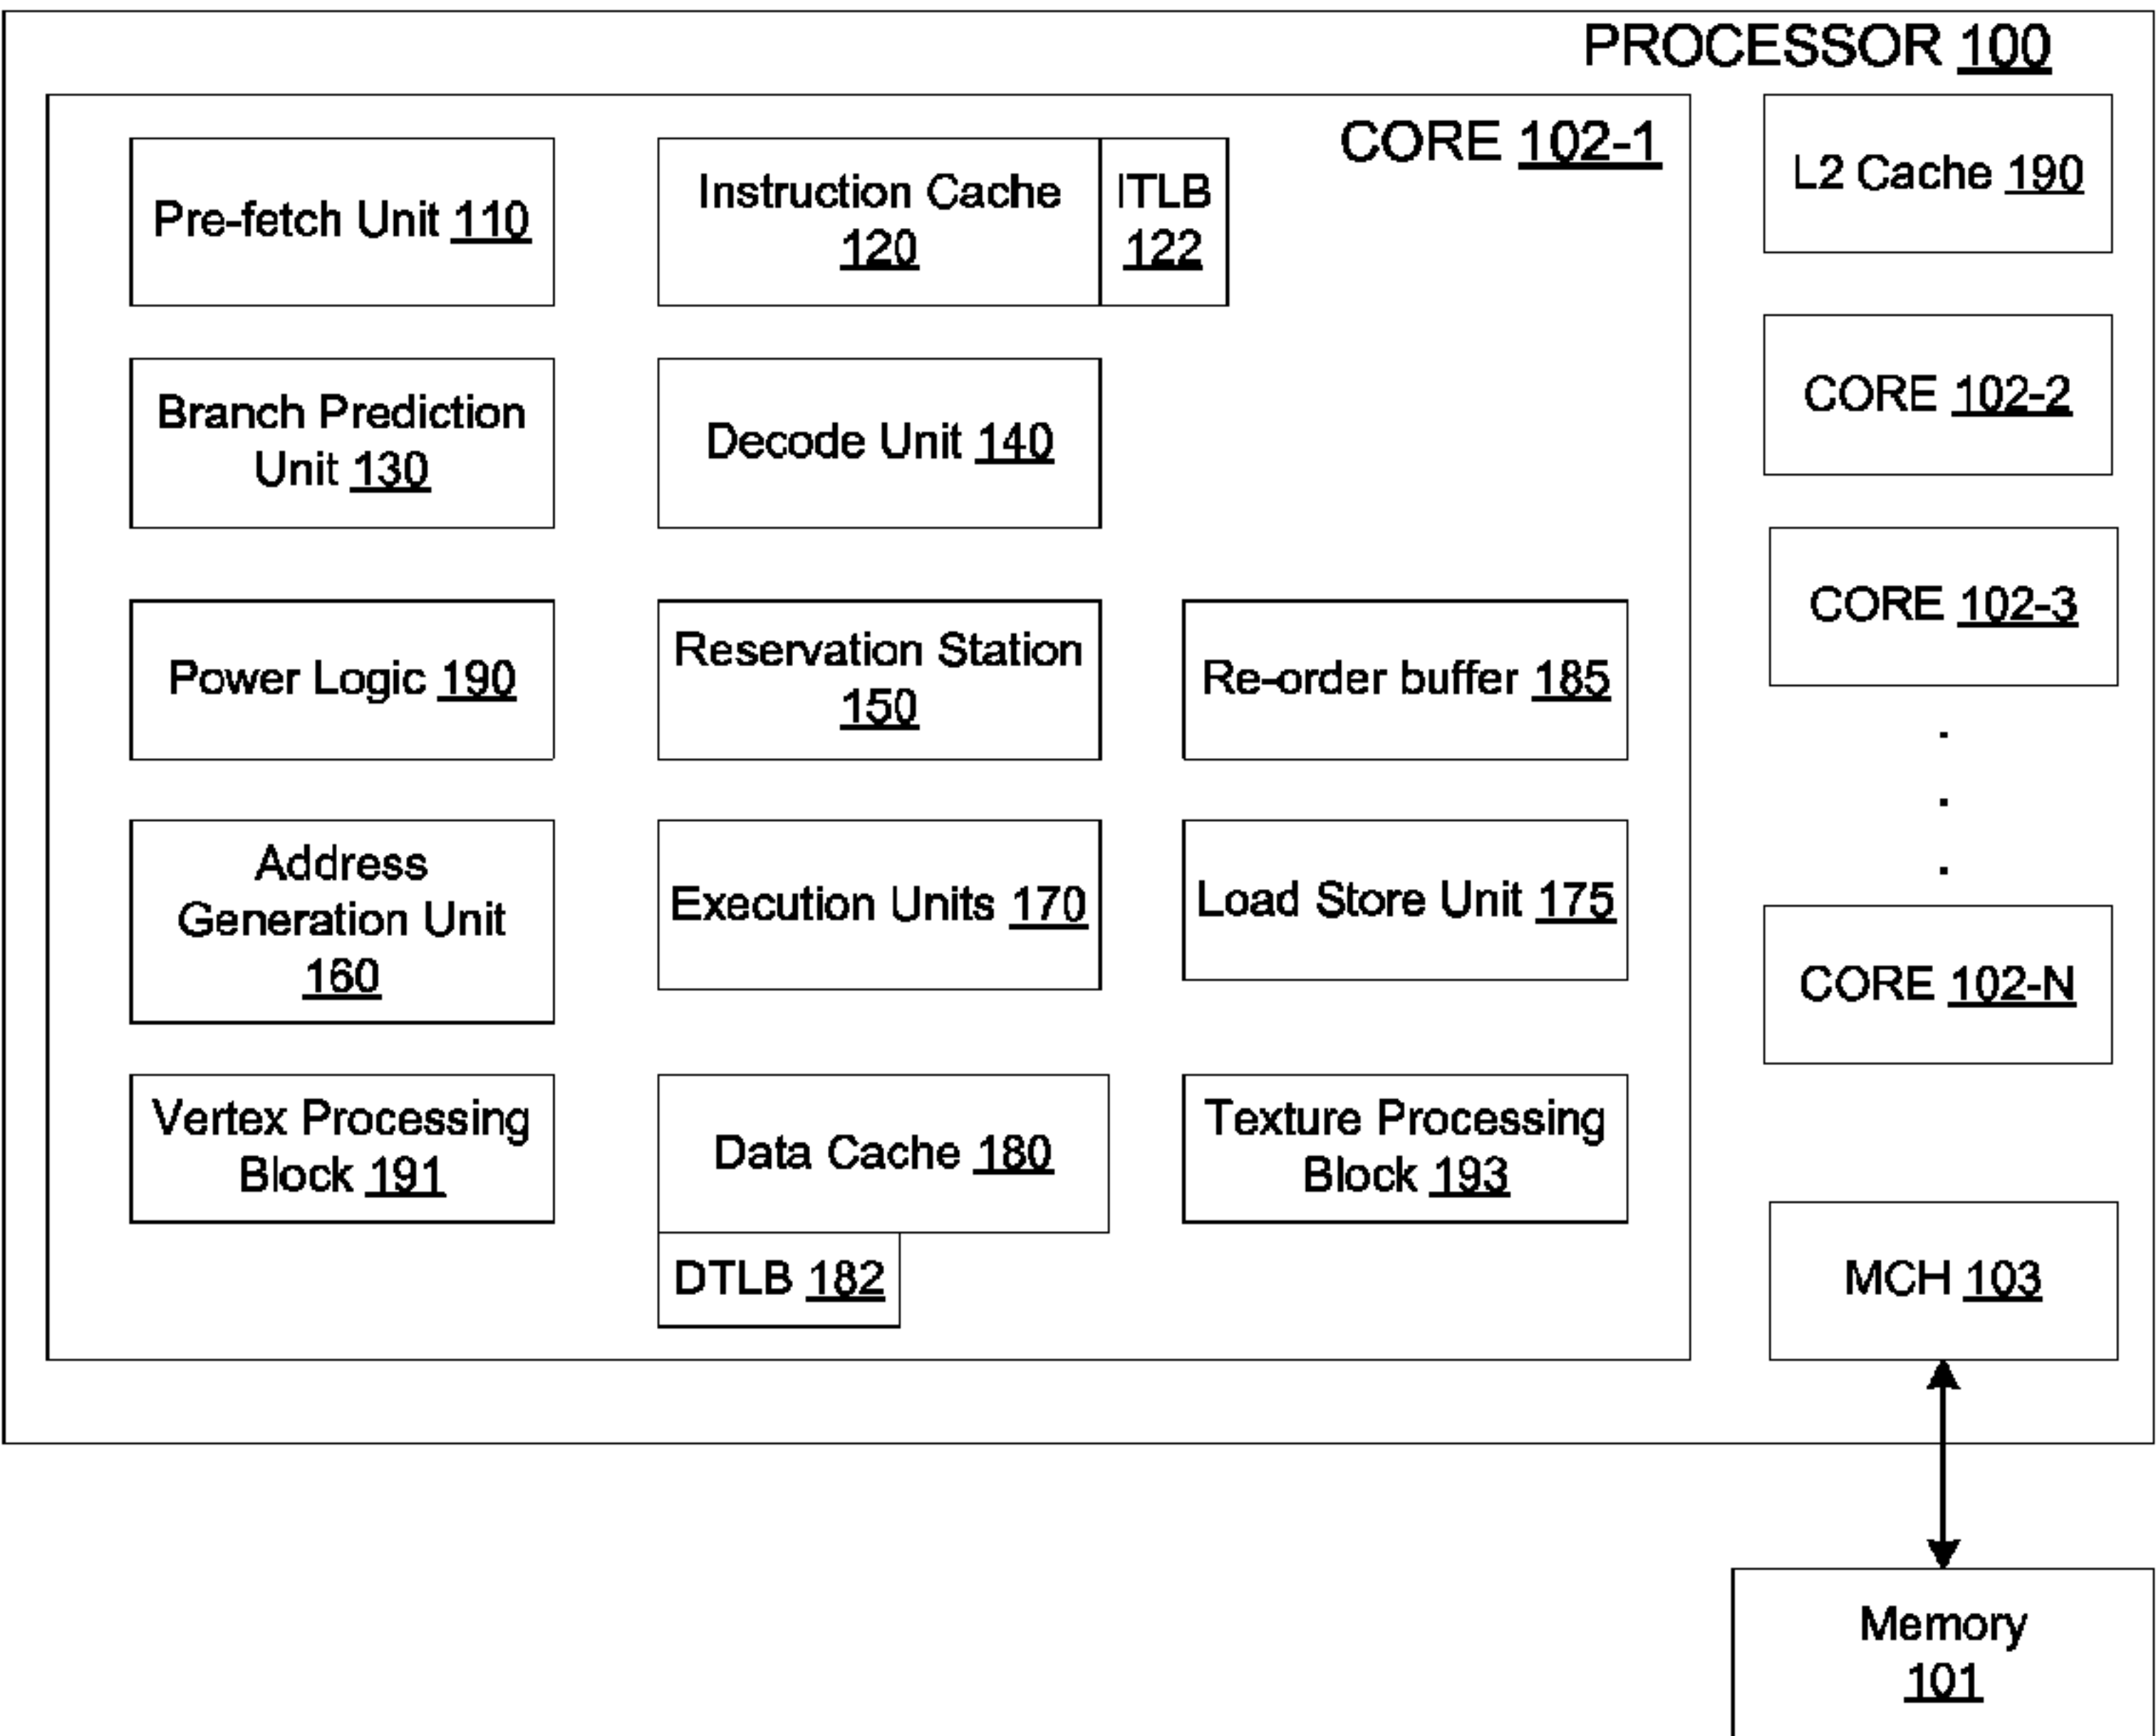 PROCESSOR 100
CORE 102-1
Pre-fetch Unit 110
Instruction Cache
120
ITLB
122
L2 Cache 190
Branch Prediction
Unit 130
Decode Unit 140
CORE 102-2
Power Logic 190
Reservation Station
150
Re-order buffer 185
CORE 102-3
Address
Generation Unit
160
Execution Units 170
Load Store Unit 175
CORE 102-N
Vertex Processing
Block 191
Data Cache 180
DTLB 182
Texture Processing
Block 193
MCH 103
Memory
101